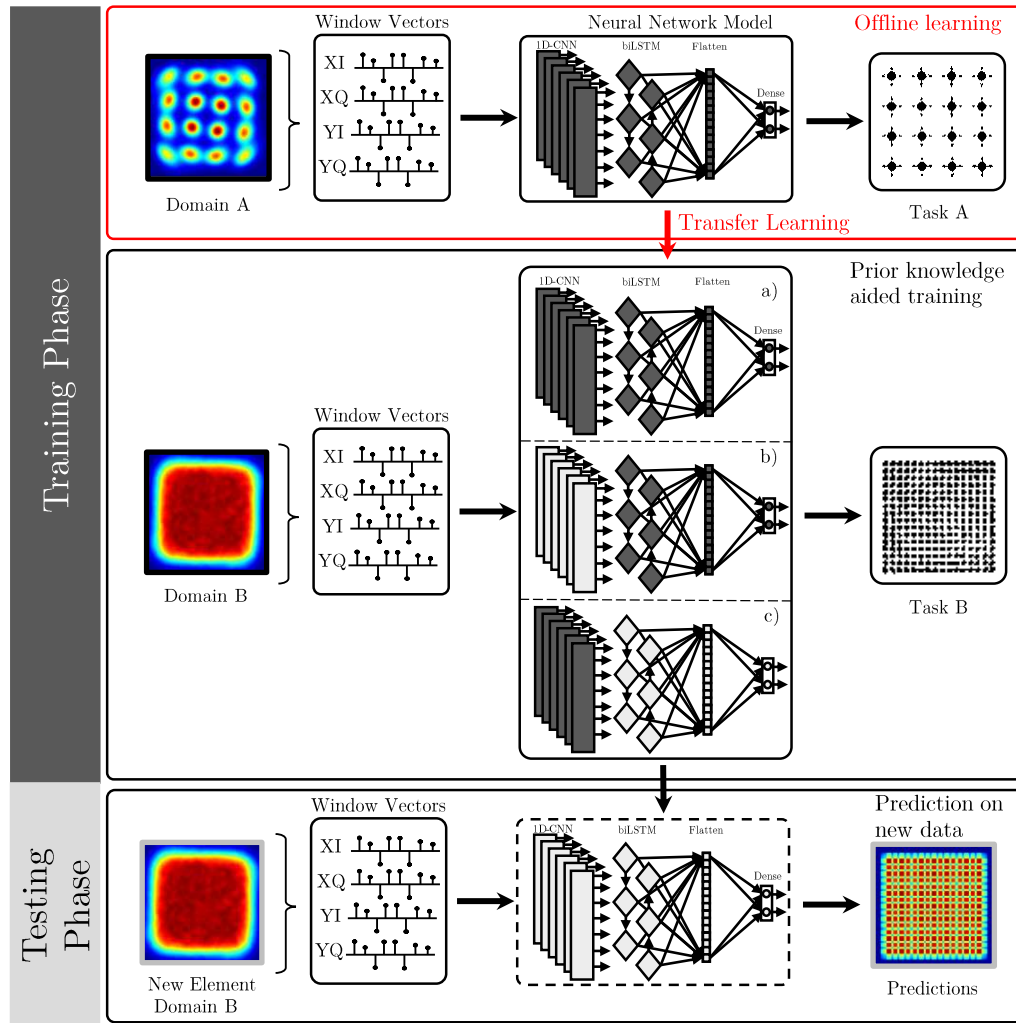 Training Phase
Window Vectors
Neural Network Model
Offline learning
1D-CNN
biLSTM
Flatten
Dense
XI
XQ
YI
YQ
Domain A
Task A
Transfer Learning
Prior knowledge
aided training
1D-CNN
biLSTM
Flatten
a)
Dense
Window Vectors
XI
XQ
YI
YQ
b)
Domain B
Task B
c)
Testing
Phase
Window Vectors
Prediction on
new data
1D-CNN
biLSTM
Flatten
Dense
XI
XQ
YI
YQ
New Element
Domain B
Predictions